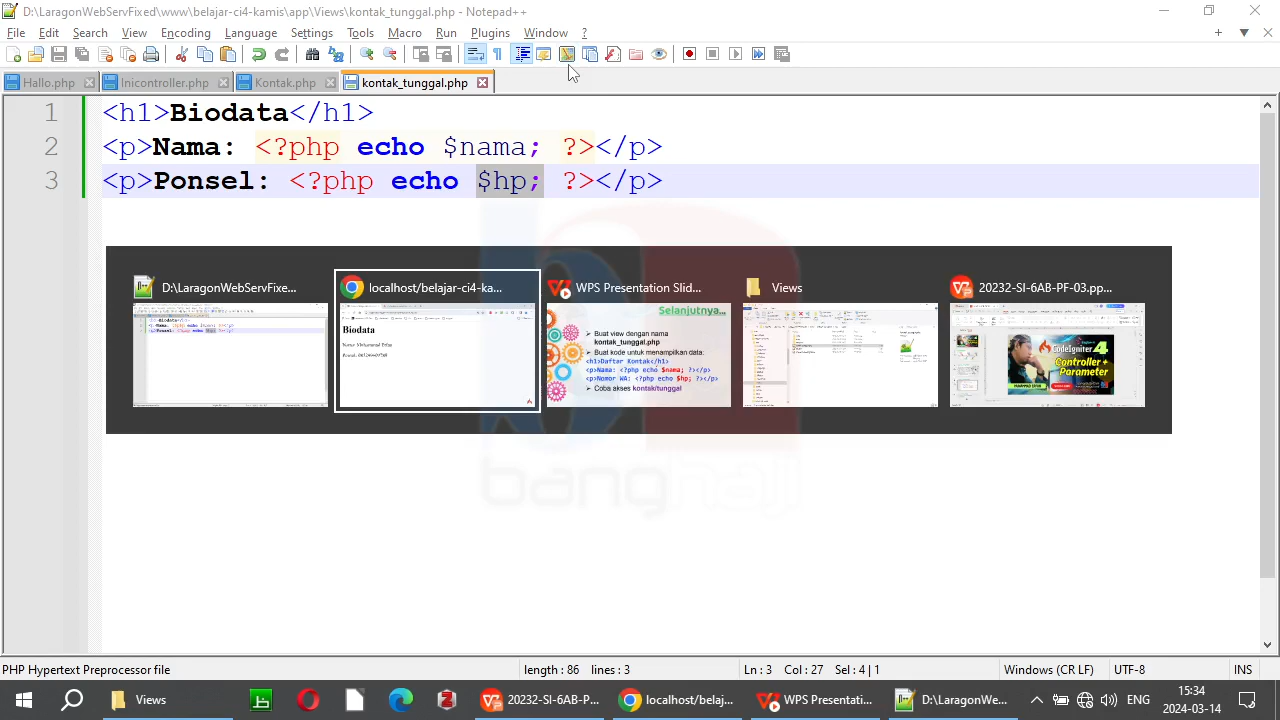 D:\LaragonWebServFixed\www\belajar-ci4-kamis\app\Views\kontak_tunggal.php - Notepad++
File Edit Search View Encoding Language Settings Tools Macro Run Plugins Window ?
Hallo.php Inicontroller.php Kontak.php kontak_tunggal.php
1 <h1>Biodata</h1>
2 <p>Nama: <?php echo $nama; ?></p>
3 <p>Ponsel: <?php echo $hp; ?></p>
D:\LaragonWebServFixe... localhost/belajar-ci4-ka... WPS Presentation Slid... Views 20232-SI-6AB-PF-03.pp...
Biodata
Selanjutnya...
Buat view dengan nama
kontak_tunggal.php
Buat kode untuk menampilkan data:
<h1>Daftar Kontak</h1>
<p>Nama: <?php echo $nama; ?></p>
<p>Nomor WA: <?php echo $hp; ?></p>
Coba akses kontak/tunggal
CodeIgniter 4
Controller +
Parameter
banghaji
PHP Hypertext Preprocessor file length : 86 lines : 3 Ln : 3 Col : 27 Sel : 4 | 1 Windows (CR LF) UTF-8 INS
Views 20232-SI-6AB-P... localhost/belaj... WPS Presentati... D:\LaragonWe... ENG 15:34
2024-03-14